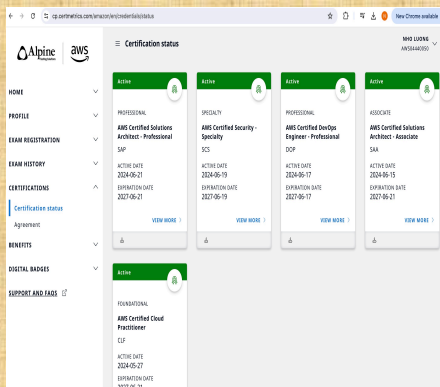 cp.certmetrics.com/amazon/en/credentials/status
New Chrome available
Alpine
aws
Certification status
NHO LUONG
HOME
PROFILE
EXAM REGISTRATION
EXAM HISTORY
CERTIFICATIONS
Certification status
Agreement
BENEFITS
DIGITAL BADGES
SUPPORT AND FAQS
Active
PROFESSIONAL
AWS Certified Solutions
Architect - Professional
SAP
ACTIVE DATE
2024-06-21
EXPIRATION DATE
2027-06-21
VIEW MORE
Active
SPECIALTY
AWS Certified Security -
Specialty
SCS
ACTIVE DATE
2024-06-19
EXPIRATION DATE
2027-06-19
VIEW MORE
Active
PROFESSIONAL
AWS Certified DevOps
Engineer - Professional
DOP
ACTIVE DATE
2024-06-17
EXPIRATION DATE
2027-06-17
VIEW MORE
Active
ASSOCIATE
AWS Certified Solutions
Architect - Associate
SAA
ACTIVE DATE
2024-06-15
EXPIRATION DATE
2027-06-21
VIEW MORE
Active
FOUNDATIONAL
AWS Certified Cloud
Practitioner
CLF
ACTIVE DATE
2024-05-27
EXPIRATION DATE